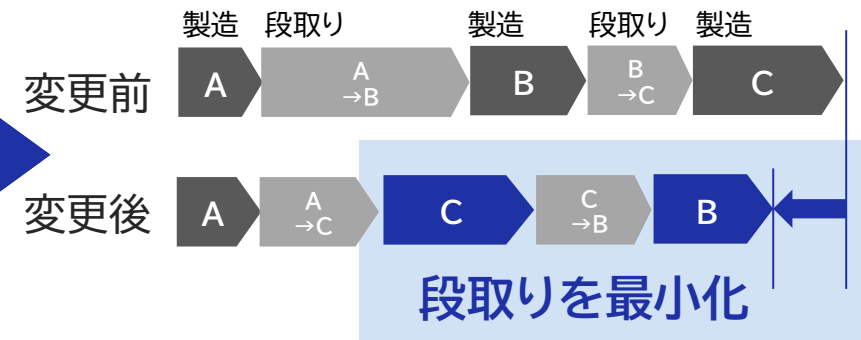 製造 段取り 製造 段取り 製造
変更前 A A B B C
→B →C
変更後 A A C C B
→C →B
段取りを最小化